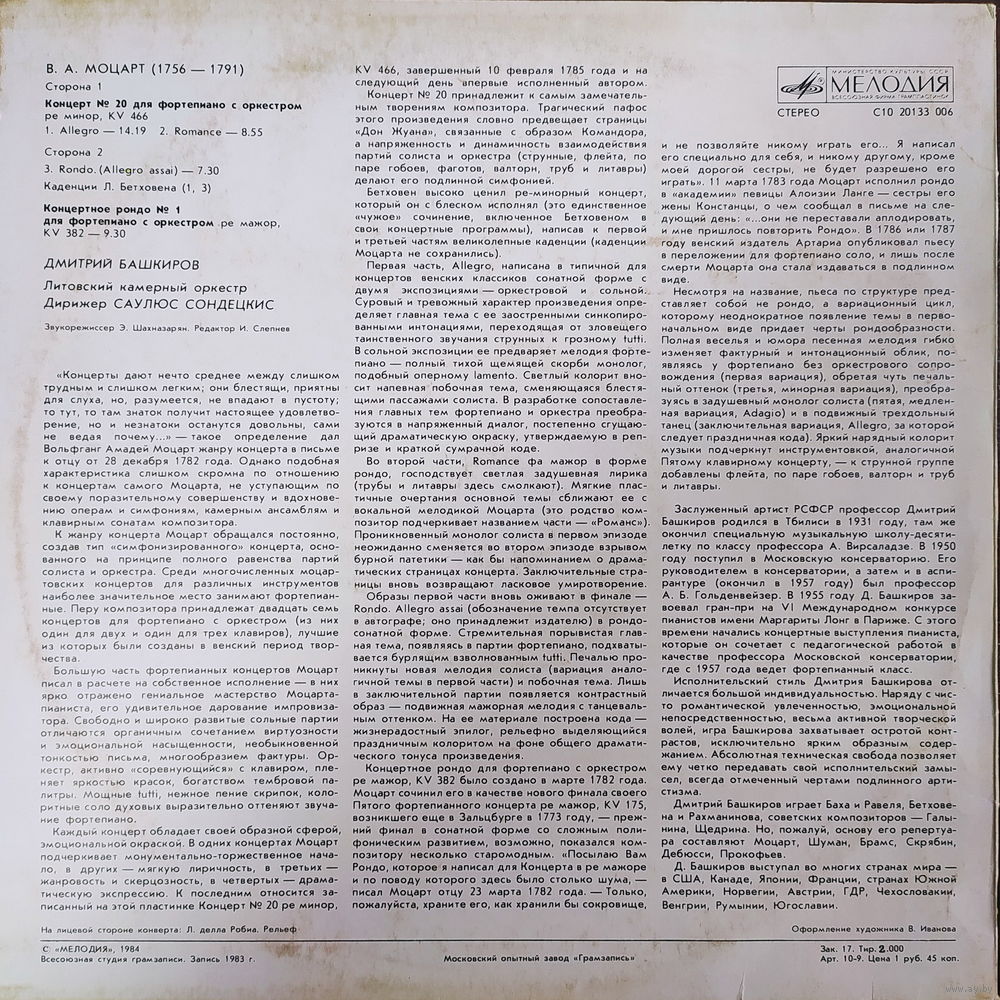 В. А. МОЦАРТ (1756 — 1791)
Сторона 1
Концерт № 20 для фортепиано с оркестром
ре минор, KV 466
1. Allegro — 14.19   2. Romance — 8.55
Сторона 2
3. Rondo. (Allegro assai) — 7.30
Каденции Л. Бетховена (1, 3)
Концертное рондо № 1
для фортепиано с оркестром ре мажор,
KV 382 — 9.30
ДМИТРИЙ БАШКИРОВ
Литовский камерный оркестр
Дирижер САУЛЮС СОНДЕЦКИС
Звукорежиссер Э. Шахназарян. Редактор И. Слепнев
«Концерты дают нечто среднее между слишком
трудным и слишком легким; они блестящи, приятны
для слуха, но, разумеется, не впадают в пустоту;
то тут, то там знаток получит настоящее удовлетво-
рение, но и незнатоки останутся довольны, сами
не ведая почему...» — такое определение дал
Вольфганг Амадей Моцарт жанру концерта в письме
к отцу от 28 декабря 1782 года. Однако подобная
характеристика слишком скромна по отношению
к концертам самого Моцарта, не уступающим по
своему поразительному совершенству и вдохнове-
нию операм и симфониям, камерным ансамблям и
клавирным сонатам композитора.
К жанру концерта Моцарт обращался постоянно,
создав тип «симфонизированного» концерта, осно-
ванного на принципе полного равенства партий
солиста и оркестра. Среди многочисленных моцар-
товских концертов для различных инструментов
наиболее значительное место занимают фортепиан-
ные. Перу композитора принадлежат двадцать семь
концертов для фортепиано с оркестром (из них
один для двух и один для трех клавиров), лучшие
из которых были созданы в венский период твор-
чества.
Большую часть фортепианных концертов Моцарт
писал в расчете на собственное исполнение — в них
ярко отражено гениальное мастерство Моцарта-
пианиста, его удивительное дарование импровиза-
тора. Свободно и широко развитые сольные партии
отличаются органичным сочетанием виртуозности
и эмоциональной насыщенности, необыкновенной
тонкостью письма, многообразием фактуры. Ор-
кестр, активно «соревнующийся» с клавиром, пле-
няет яркостью красок, богатством тембровой па-
литры. Мощные tutti, нежное пение скрипок, коло-
ритные соло духовых выразительно оттеняют звуча-
ние фортепиано.
Каждый концерт обладает своей образной сферой,
эмоциональной окраской. В одних концертах Моцарт
подчеркивает монументально-торжественное нача-
ло, в других — мягкую лиричность, в третьих —
жанровость и скерцозность, в четвертых — драма-
тическую экспрессию. К последним относится за-
писанный на этой пластинке Концерт № 20 ре минор,
KV 466, завершенный 10 февраля 1785 года и на
следующий день впервые исполненный автором.
Концерт № 20 принадлежит к самым замечатель-
ным творениям композитора. Трагический пафос
этого произведения словно предвещает страницы
«Дон Жуана», связанные с образом Командора,
а напряженность и динамичность взаимодействия
партий солиста и оркестра (струнные, флейта, по
паре гобоев, фаготов, валторн, труб и литавры)
делают его подлинной симфонией.
Бетховен высоко ценил ре-минорный концерт,
который он с блеском исполнял (это единственное
«чужое» сочинение, включенное Бетховеном в
свои концертные программы), написав к первой
и третьей частям великолепные каденции (каденции
Моцарта не сохранились).
Первая часть, Allegro, написана в типичной для
концертов венских классиков сонатной форме с
двумя экспозициями — оркестровой и сольной.
Суровый и тревожный характер произведения опре-
деляет главная тема с ее заостренными синкопиро-
ванными интонациями, переходящая от зловещего
таинственного звучания струнных к грозному tutti.
В сольной экспозиции ее предваряет мелодия форте-
пиано — полный тихой щемящей скорби монолог,
подобный оперному lamento. Светлый колорит вно-
сит напевная побочная тема, сменяющаяся блестя-
щими пассажами солиста. В разработке сопоставле-
ния главных тем фортепиано и оркестра преобра-
зуются в напряженный диалог, постепенно сгущаю-
щий драматическую окраску, утверждаемую в реп-
ризе и краткой сумрачной коде.
Во второй части, Romance фа мажор в форме
рондо, господствует светлая задушевная лирика
(трубы и литавры здесь смолкают). Мягкие плас-
тичные очертания основной темы сближают ее с
вокальной мелодикой Моцарта (это родство ком-
позитор подчеркивает названием части — «Романс»).
Проникновенный монолог солиста в первом эпизоде
неожиданно сменяется во втором эпизоде взрывом
бурной патетики — как бы напоминанием о драма-
тических страницах концерта. Заключительные стра-
ницы вновь возвращают ласковое умиротворение.
Образы первой части вновь оживают в финале —
Rondo. Allegro assai (обозначение темпа отсутствует
в автографе; оно принадлежит издателю) в рондо-
сонатной форме. Стремительная порывистая глав-
ная тема, появляясь в партии фортепиано, подхваты-
вается бурлящим взволнованным tutti. Печалью про-
никнуты новая мелодия солиста (вариация анало-
гичной темы в первой части) и побочная тема. Лишь
в заключительной партии появляется контрастный
образ — подвижная мажорная мелодия с танцеваль-
ным оттенком. На ее материале построена кода —
жизнерадостный эпилог, рельефно выделяющийся
праздничным колоритом на фоне общего драмати-
ческого тонуса произведения.
Концертное рондо для фортепиано с оркестром
ре мажор, KV 382 было создано в марте 1782 года.
Моцарт сочинил его в качестве нового финала своего
Пятого фортепианного концерта ре мажор, KV 175,
возникшего еще в Зальцбурге в 1773 году, — преж-
ний финал в сонатной форме со сложным поли-
фоническим развитием, возможно, показался ком-
позитору несколько старомодным. «Посылаю Вам
Рондо, которое я написал для Концерта в ре мажоре
и по поводу которого здесь было столько шума, —
писал Моцарт отцу 23 марта 1782 года. — Только,
пожалуйста, храните его, как хранили бы сокровище,
МИНИСТЕРСТВО КУЛЬТУРЫ СССР
МЕЛОДИЯ
ВСЕСОЮЗНАЯ ФИРМА ГРАМПЛАСТИНОК
СТЕРЕО   С10 20133 006
и не позволяйте никому играть его... Я написал
его специально для себя, и никому другому, кроме
моей дорогой сестры, не будет разрешено его
играть». 11 марта 1783 года Моцарт исполнил рондо
в «академии» певицы Алоизии Ланге — сестры его
жены Констанцы, о чем сообщал в письме на сле-
дующий день: «...они не переставали аплодировать,
и мне пришлось повторить Рондо». В 1786 или 1787
году венский издатель Артариа опубликовал пьесу
в переложении для фортепиано соло, и лишь после
смерти Моцарта она стала издаваться в подлинном
виде.
Несмотря на название, пьеса по структуре пред-
ставляет собой не рондо, а вариационный цикл,
которому неоднократное появление темы в перво-
начальном виде придает черты рондообразности.
Полная веселья и юмора песенная мелодия гибко
изменяет фактурный и интонационный облик, по-
являясь у фортепиано без оркестрового сопро-
вождения (первая вариация), обретая чуть печаль-
ный оттенок (третья, минорная вариация), преобра-
зуясь в задушевный монолог солиста (пятая, медлен-
ная вариация, Adagio) и в подвижный трехдольный
танец (заключительная вариация, Allegro, за которой
следует праздничная кода). Яркий нарядный колорит
музыки подчеркнут инструментовкой, аналогичной
Пятому клавирному концерту, — к струнной группе
добавлены флейта, по паре гобоев, валторн и труб
и литавры.
Заслуженный артист РСФСР профессор Дмитрий
Башкиров родился в Тбилиси в 1931 году, там же
окончил специальную музыкальную школу-десяти-
летку по классу профессора А. Вирсаладзе. В 1950
году поступил в Московскую консерваторию. Его
руководителем в консерватории, а затем и в аспи-
рантуре (окончил в 1957 году) был профессор
А. Б. Гольденвейзер. В 1955 году Д. Башкиров за-
воевал гран-при на VI Международном конкурсе
пианистов имени Маргариты Лонг в Париже. С этого
времени начались концертные выступления пианиста,
которые он сочетает с педагогической работой в
качестве профессора Московской консерватории,
где с 1957 года ведет фортепианный класс.
Исполнительский стиль Дмитрия Башкирова от-
личается большой индивидуальностью. Наряду с чис-
то романтической увлеченностью, эмоциональной
непосредственностью, весьма активной творческой
волей, игра Башкирова захватывает остротой конт-
растов, исключительно ярким образным содер-
жанием. Абсолютная техническая свобода позволяет
ему четко передавать свой исполнительский замы-
сел, всегда отмеченный чертами подлинного арти-
стизма.
Дмитрий Башкиров играет Баха и Равеля, Бетхове-
на и Рахманинова, советских композиторов — Галы-
нина, Щедрина. Но, пожалуй, основу его репертуа-
ра составляют Моцарт, Шуман, Брамс, Скрябин,
Дебюсси, Прокофьев.
Д. Башкиров выступал во многих странах мира —
в США, Канаде, Японии, Франции, странах Южной
Америки, Норвегии, Австрии, ГДР, Чехословакии,
Венгрии, Румынии, Югославии.
На лицевой стороне конверта: Л. делла Робиа. Рельеф
Оформление художника В. Иванова
С: «МЕЛОДИЯ», 1984
Всесоюзная студия грамзаписи. Запись 1983 г.
Московский опытный завод «Грамзапись»
Зак. 17. Тир. 2.000
Арт. 10-9. Цена 1 руб. 45 коп.
www.ay.by